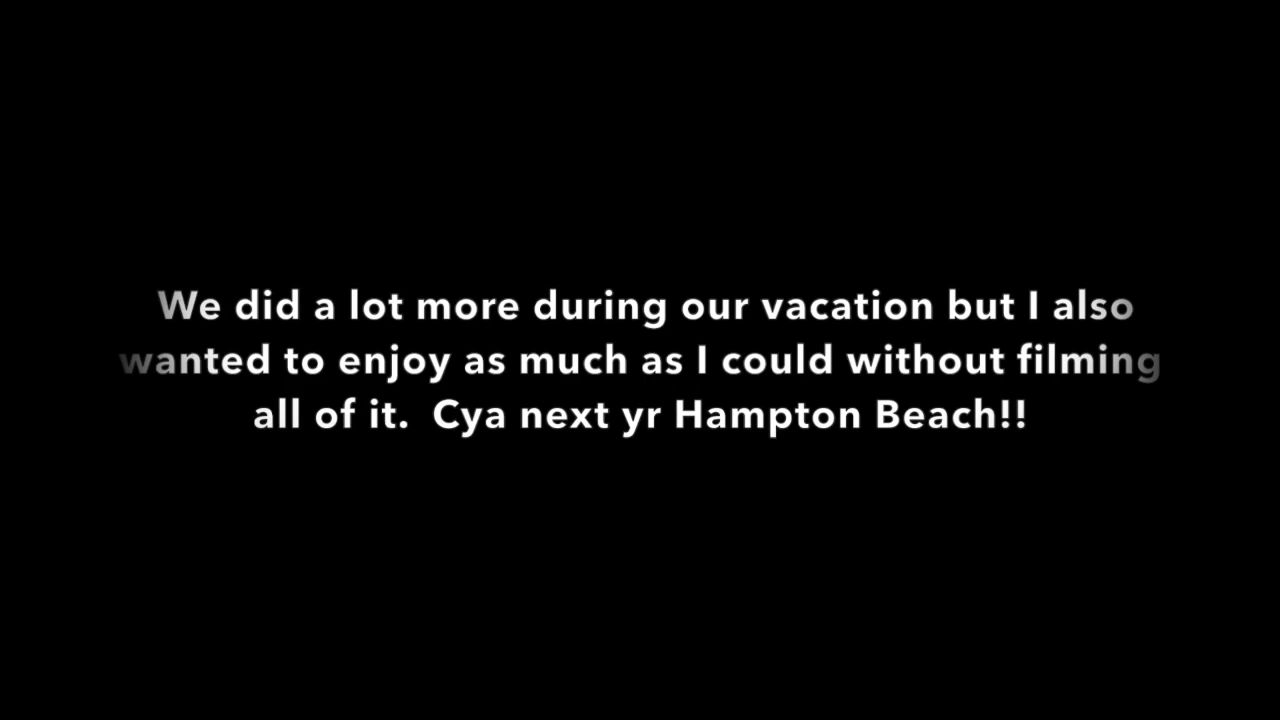 We did a lot more during our vacation but I also
wanted to enjoy as much as I could without filming
all of it.  Cya next yr Hampton Beach!!